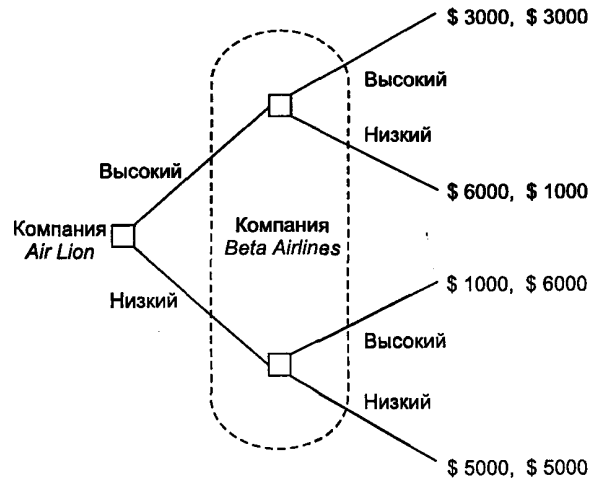 $ 3000, $ 3000
Высокий
Низкий
Высокий
$ 6000, $ 1000
Компания
Air Lion
Компания
Beta Airlines
$ 1000, $ 6000
Низкий
Высокий
Низкий
$ 5000, $ 5000